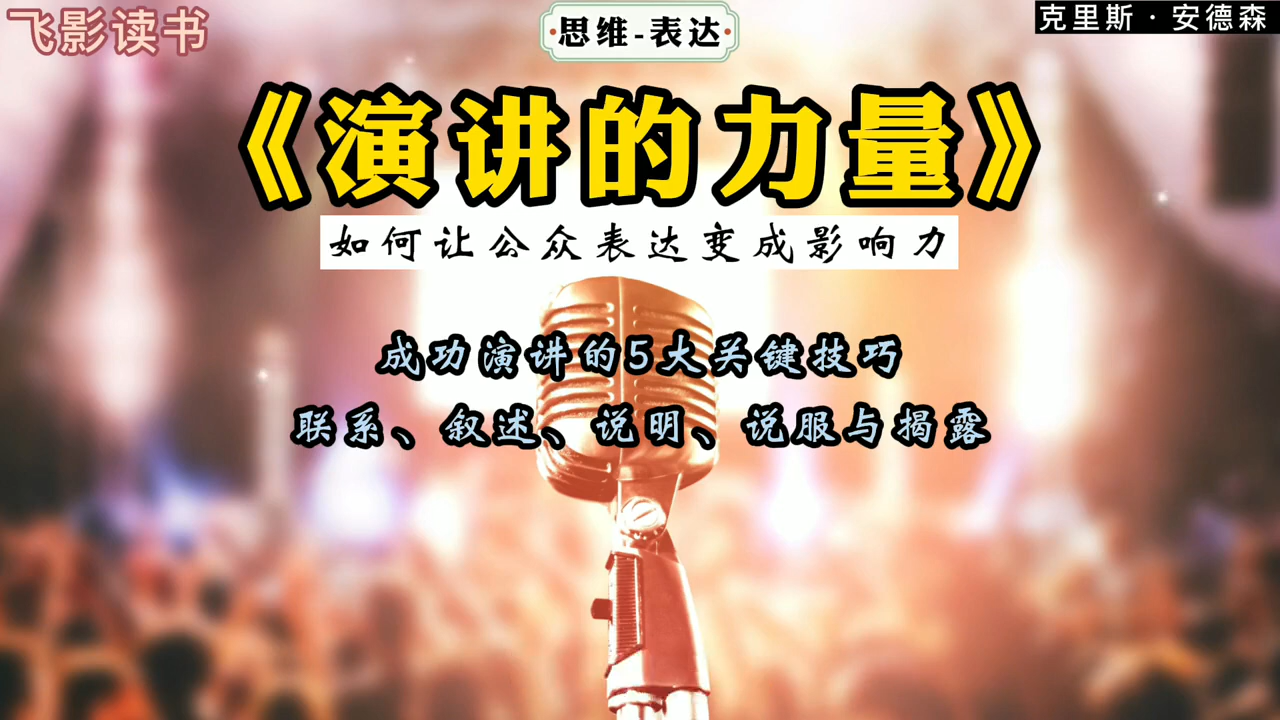 飞影读书
思维-表达
克里斯·安德森
《演讲的力量》
如何让公众表达变成影响力
成功演讲的5大关键技巧
联系、叙述、说明、说服与揭露